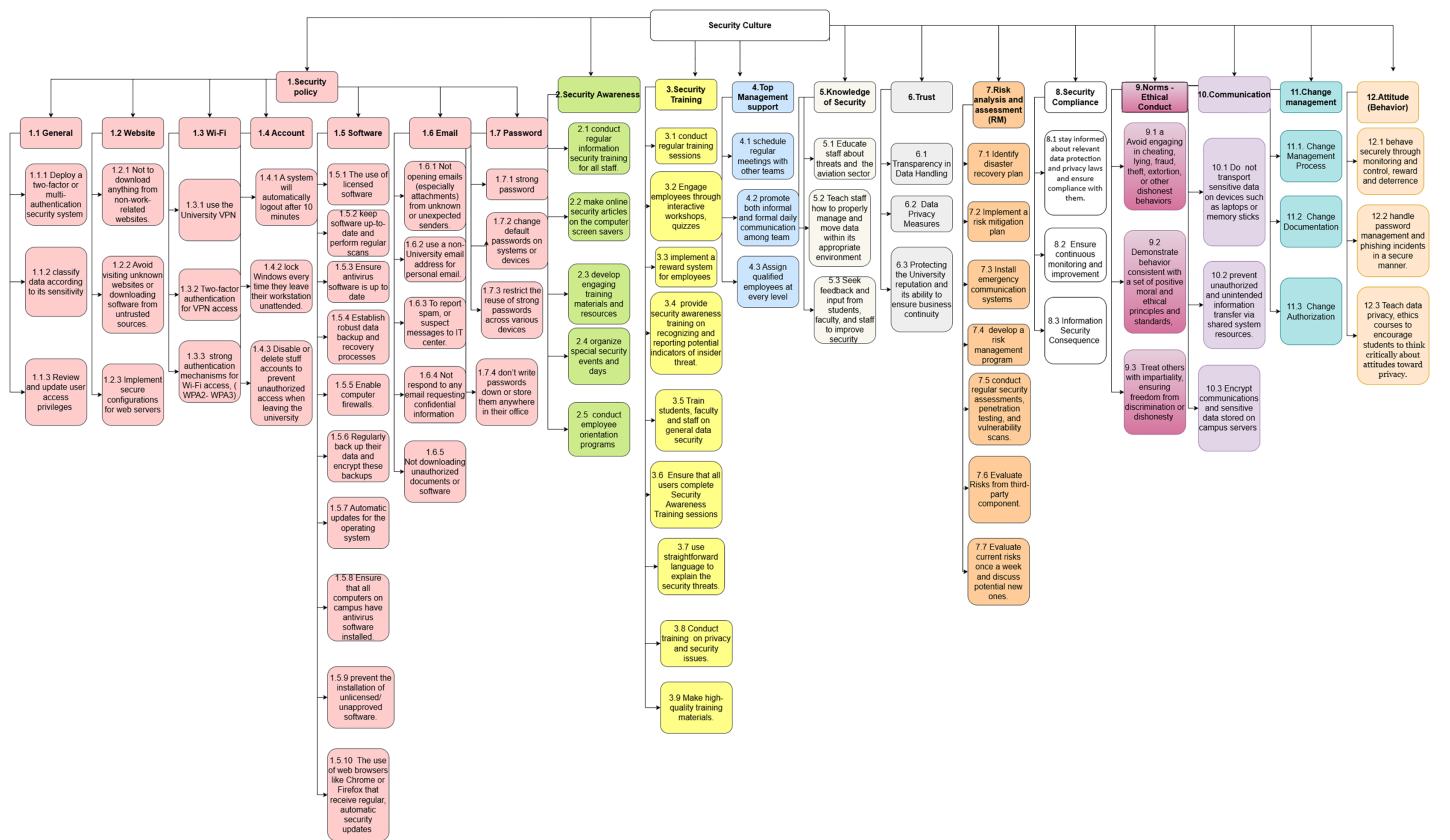 Security Culture
1.Security
policy
1.1 General
1.1.1 Deploy a
two-factor or
multi-
authentication
security system
1.1.2 classify
data according to
its sensitivity
1.1.3 Review
and update user
access
privileges
1.2 Website
1.2.1 Not to
download
anything from
non-work-
related websites.
1.2.2 Avoid
visiting unknown
websites or
downloading
software from
untrusted
sources.
1.2.3 Implement
secure
configurations
for web servers
1.3 Wi-Fi
1.3.1 use the
University VPN
1.3.2 Two-factor
authentication
for VPN access
1.3.3 strong
authentication
mechanisms for
Wi-Fi access, (
WPA2- WPA3)
1.4 Account
1.4.1 A system
will
automatically
logout after 10
minutes
1.4.2 lock
Windows every
time they leave
their workstation
unattended.
1.4.3 Disable or
delete stuff
accounts to
prevent
unauthorized
access when
leaving the
university
1.5 Software
1.5.1 The use of
licensed
software
1.5.2 keep
software up-to-
date and
perform regular
scans
1.5.3 Ensure
antivirus
software is up to
date
1.5.4 Establish
robust data
backup and
recovery
processes
1.5.5 Enable
computer
firewalls.
1.5.6 Regularly
back up their
data and
encrypt these
backups
1.5.7 Automatic
updates for the
operating
system
1.5.8 Ensure
that all
computers on
campus have
antivirus
software
installed.
1.5.9 prevent the
installation of
unlicensed/
unapproved
software.
1.5.10 The use
of web browsers
like Chrome or
Firefox that
receive regular,
automatic
security
updates
1.6 Email
1.6.1 Not
opening emails
(especially
attachments)
from unknown
or unexpected
senders.
1.6.2 use a non-
University email
address for
personal email.
1.6.3 To report
spam, or
suspect
messages to IT
center.
1.6.4 Not
respond to any
email requesting
confidential
information
1.6.5
Not downloading
unauthorized
documents or
software
1.7 Password
1.7.1 strong
password
1.7.2 change
default
passwords on
systems or
devices
1.7.3 restrict the
reuse of strong
passwords
across various
devices
1.7.4 don't write
passwords
down or store
them anywhere
in their office
2.Security Awareness
2.1 conduct
regular
information
security training
for all staff.
2.2 make online
security articles
on the computer
screen savers
2.3 develop
engaging
training
materials and
resources
2.4 organize
special security
events and
days
2.5 conduct
employee
orientation
programs
3.Security
Training
3.1 conduct
regular training
sessions
3.2 Engage
employees through
interactive
workshops,
quizzes
3.3 implement a
reward system
for employees
3.4 provide
security awareness
training on
recognizing and
reporting potential
indicators of insider
threat.
3.5 Train
students, faculty
and staff on
general data
security
3.6 Ensure that all
users complete
Security
Awareness
Training sessions
3.7 use
straightforward
language to
explain the
security threats.
3.8 Conduct
training on privacy
and security
issues.
3.9 Make high-
quality training
materials.
4.Top
Management
support
4.1 schedule
regular
meetings with
other teams
4.2 promote
both informal
and formal daily
communication
among team
4.3 Assign
qualified
employees at
every level
5.Knowledge
of Security
5.1 Educate
staff about
threats and the
aviation sector
5.2 Teach staff
how to properly
manage and
move data
within its
appropriate
environment
5.3 Seek
feedback and
input from
students,
faculty, and staff
to improve
security
6.Trust
6.1
Transparency in
Data Handling
6.2 Data
Privacy
Measures
6.3 Protecting
the University
reputation and
its ability to
ensure business
continuity
7.Risk
analysis and
assessment
(RM)
7.1 Identify
disaster
recovery plan
7.2 Implement a
risk mitigation
plan
7.3 Install
emergency
communication
systems
7.4 develop a
risk
management
program
7.5 conduct
regular security
assessments,
penetration
testing, and
vulnerability
scans.
7.6 Evaluate
Risks from third-
party
component.
7.7 Evaluate
current risks
once a week
and discuss
potential new
ones.
8.Security
Compliance
8.1 stay informed
about relevant
data protection
and privacy laws
and ensure
compliance with
them.
8.2 Ensure
continuous
monitoring and
improvement
8.3 Information
Security
Consequence
9.Norms -
Ethical
Conduct
9.1 a
Avoid engaging
in cheating,
lying, fraud,
theft, extortion,
or other
dishonest
behaviors
9.2
Demonstrate
behavior
consistent with
a set of positive
moral and
ethical
principles and
standards,
9.3 Treat others
with impartiality,
ensuring
freedom from
discrimination or
dishonesty
10.Communication
10.1 Do not
transport
sensitive data
on devices such
as laptops or
memory sticks
10.2 prevent
unauthorized
and unintended
information
transfer via
shared system
resources.
10.3 Encrypt
communications
and sensitive
data stored on
campus servers
11.Change
management
11.1. Change
Management
Process
11.2 Change
Documentation
11.3 Change
Authorization
12.Attitude
(Behavior)
12.1 behave
securely through
monitoring and
control, reward
and deterrence
12.2 handle
password
management and
phishing incidents
in a secure
manner.
12.3 Teach data
privacy, ethics
courses to
encourage
students to think
critically about
attitudes toward
privacy.